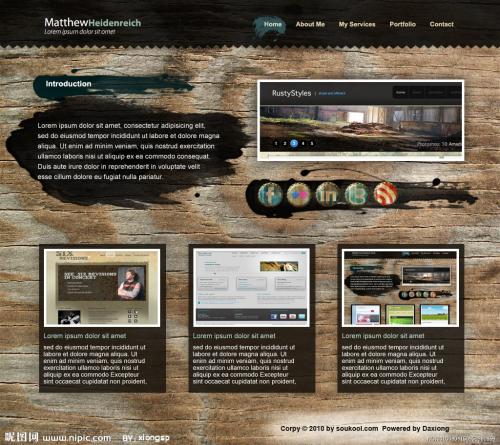 MatthewHeidenreich
Lorem ipsum dolor sit amet
Home
About Me
My Services
Portfolio
Contact
Introduction
Lorem ipsum dolor sit amet, consectetur adipisicing elit,
sed do eiusmod tempor incididunt ut labore et dolore magna
aliqua. Ut enim ad minim veniam, quis nostrud exercitation
ullamco laboris nisi ut aliquip ex ea commodo consequat.
Duis aute irure dolor in reprehenderit in voluptate velit
esse cillum dolore eu fugiat nulla pariatur.
RustyStyles
1 2 3 4 5
SIX REVISIONS
SEE SIX REVISIONS
IN CONCERT
Lorem ipsum dolor sit amet
sed do eiusmod tempor incididunt ut
labore et dolore magna aliqua. Ut
enim ad minim veniam, quis nostrud
exercitation ullamco laboris nisi ut
aliquip ex ea commodo Excepteur
sint occaecat cupidatat non proident,
Lorem ipsum dolor sit amet
sed do eiusmod tempor incididunt ut
labore et dolore magna aliqua. Ut
enim ad minim veniam, quis nostrud
exercitation ullamco laboris nisi ut
aliquip ex ea commodo Excepteur
sint occaecat cupidatat non proident,
Lorem ipsum dolor sit amet
sed do eiusmod tempor incididunt ut
labore et dolore magna aliqua. Ut
enim ad minim veniam, quis nostrud
exercitation ullamco laboris nisi ut
aliquip ex ea commodo Excepteur
sint occaecat cupidatat non proident,
Corpy © 2010 by soukool.com Powered by Daxiong
昵图网 www.nipic.com BY: xiongsp